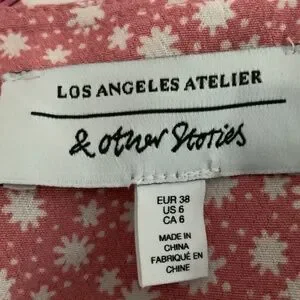 LOS ANGELES ATELIER
& other Stories
EUR 38
US 6
CA 6
MADE IN
CHINA
FABRIQUÉ EN
CHINE